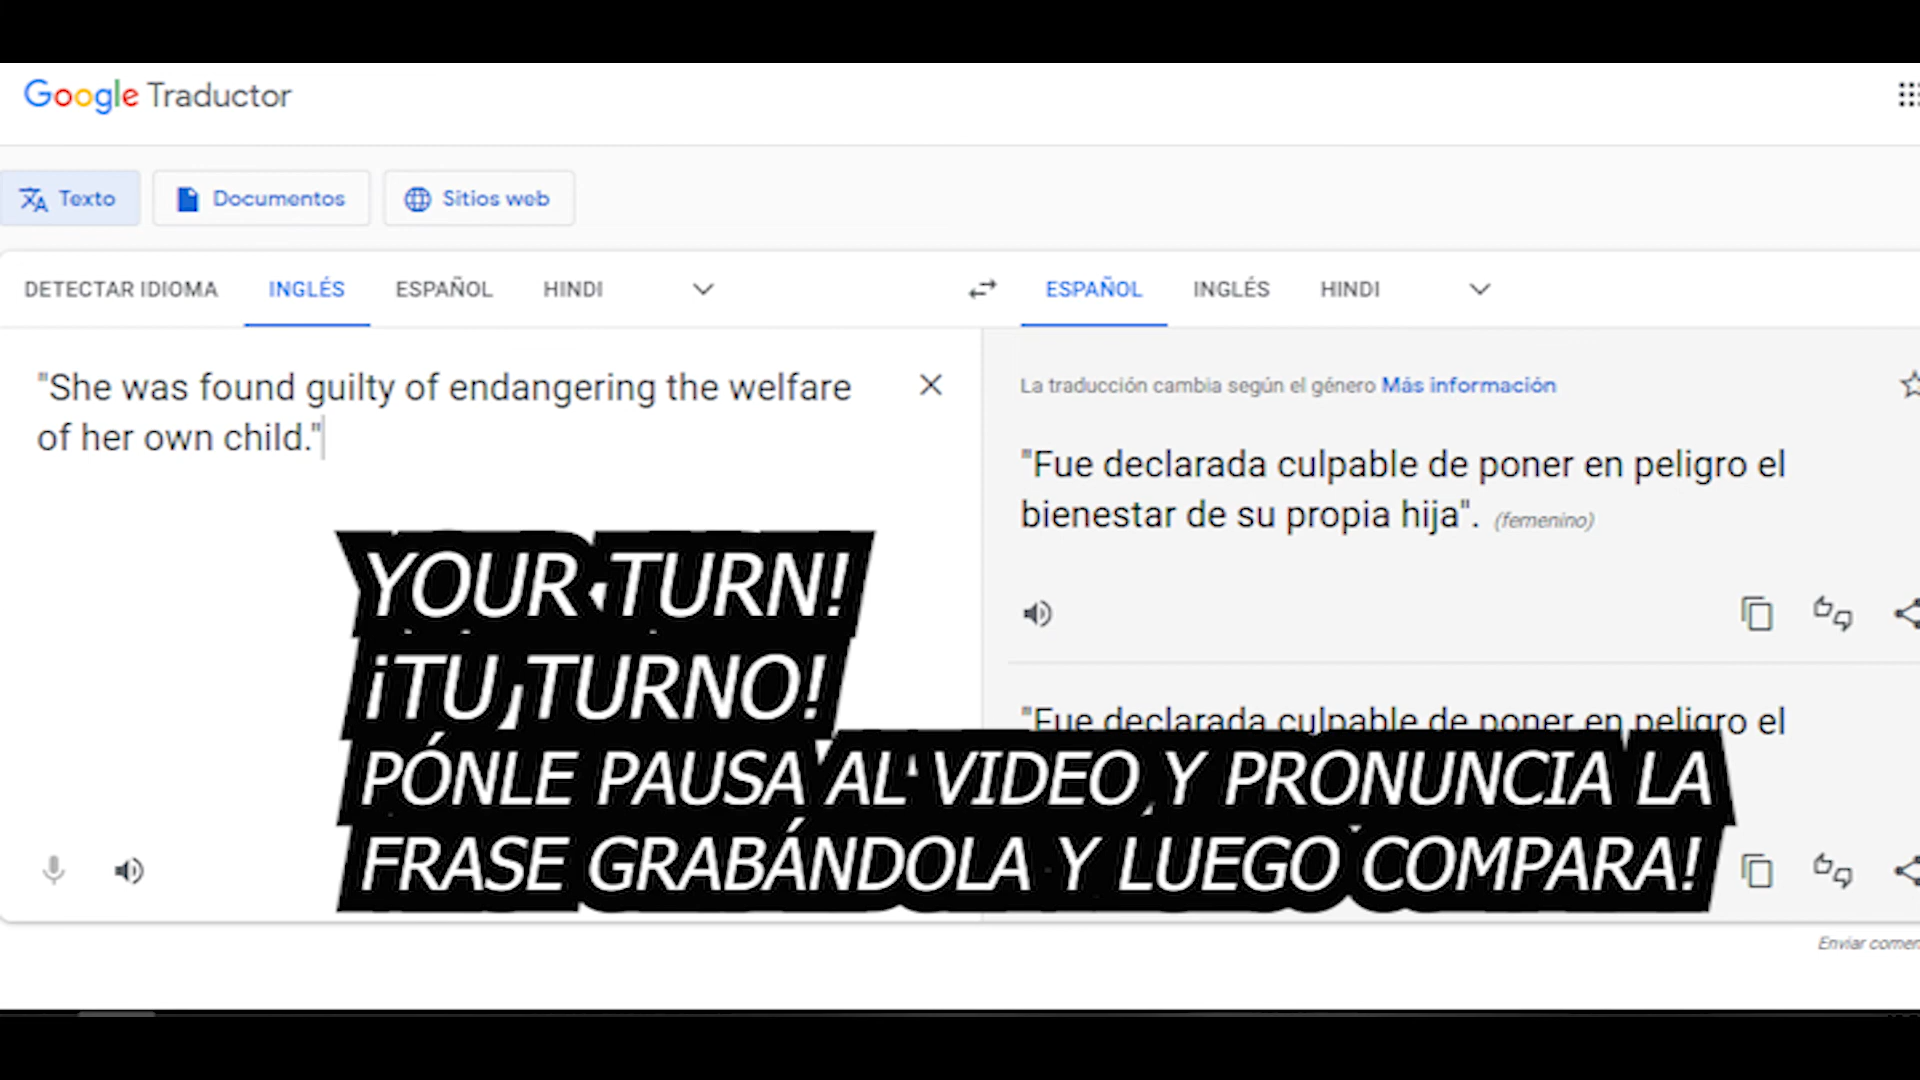 Google Traductor
Texto
Documentos
Sitios web
DETECTAR IDIOMA
INGLÉS
ESPAÑOL
HINDI
ESPAÑOL
INGLÉS
HINDI
"She was found guilty of endangering the welfare
of her own child."
La traducción cambia según el género Más información
"Fue declarada culpable de poner en peligro el
bienestar de su propia hija". (femenino)
"Fue declarada culpable de poner en peligro el
YOUR TURN!
¡TU TURNO!
PÓNLE PAUSA AL VIDEO Y PRONUNCIA LA
FRASE GRABÁNDOLA Y LUEGO COMPARA!
Enviar comen